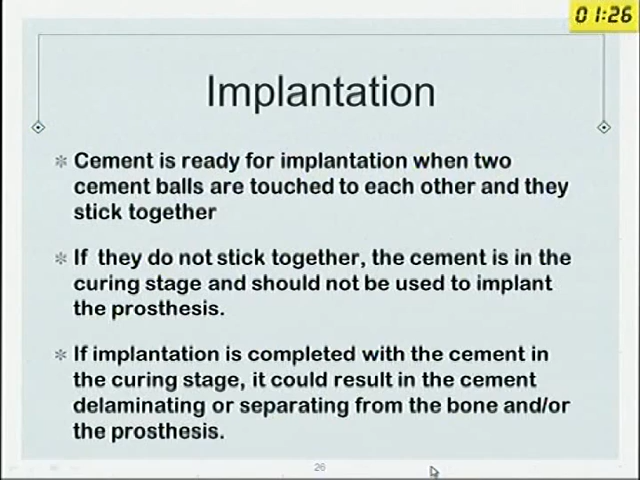 01:26
Implantation
✻ Cement is ready for implantation when two
cement balls are touched to each other and they
stick together
✻ If they do not stick together, the cement is in the
curing stage and should not be used to implant
the prosthesis.
✻ If implantation is completed with the cement in
the curing stage, it could result in the cement
delaminating or separating from the bone and/or
the prosthesis.
26